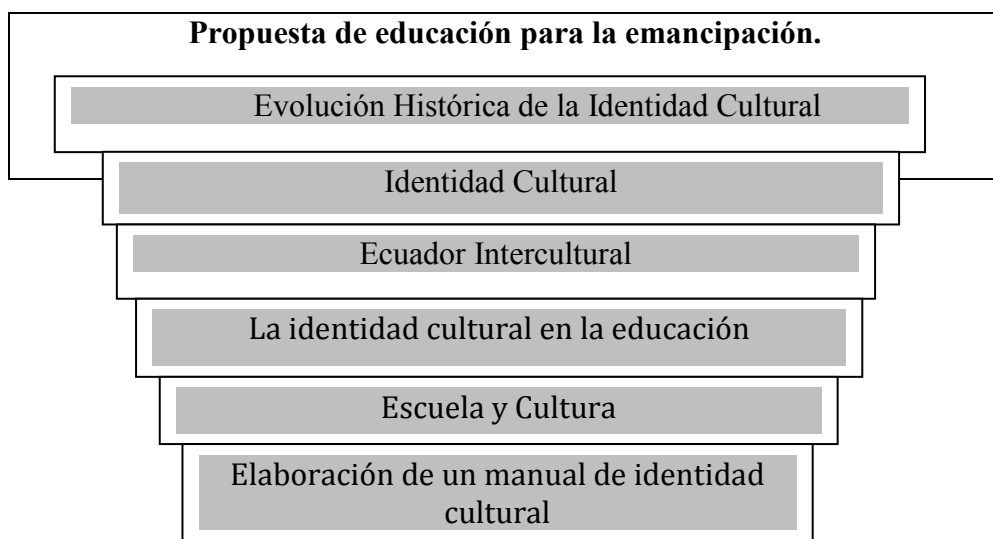 Propuesta de educación para la emancipación.
Evolución Histórica de la Identidad Cultural
Identidad Cultural
Ecuador Intercultural
La identidad cultural en la educación
Escuela y Cultura
Elaboración de un manual de identidad
cultural